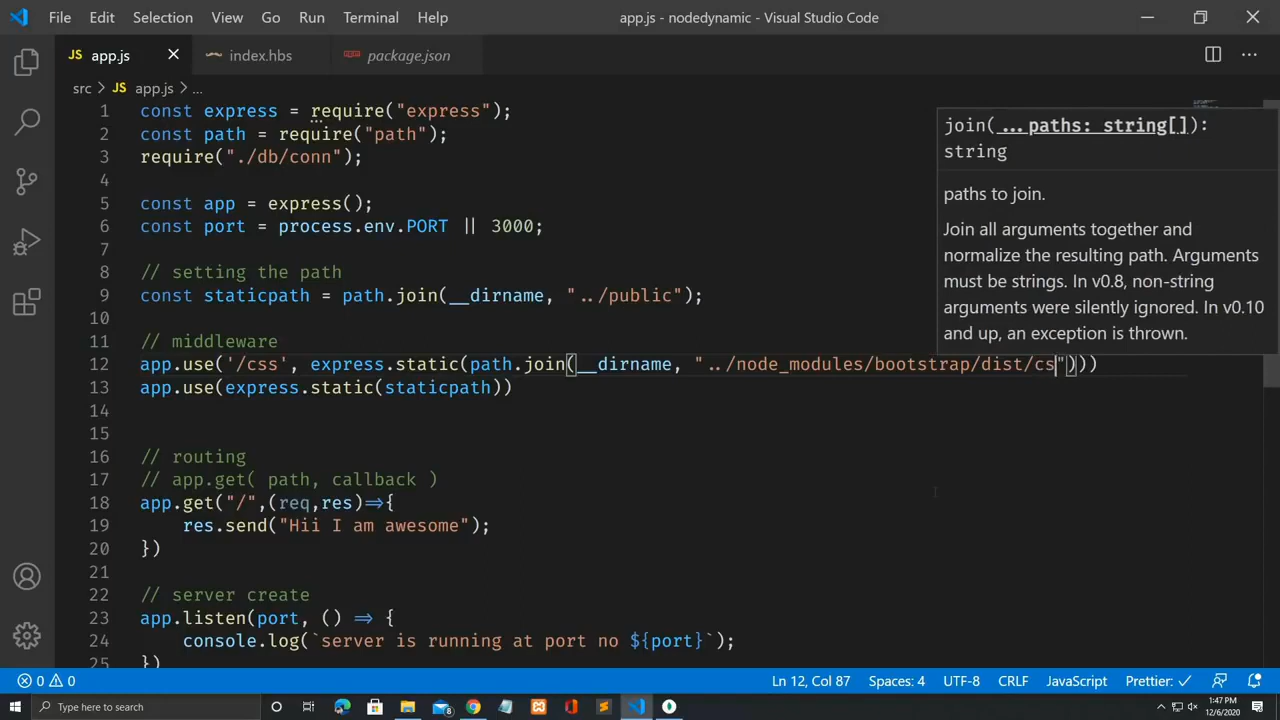 File Edit Selection View Go Run Terminal Help app.js - nodedynamic - Visual Studio Code
JS app.js index.hbs package.json
src > JS app.js > ...
1 const express = require("express");
2 const path = require("path");
3 require("./db/conn");
4
5 const app = express();
6 const port = process.env.PORT || 3000;
7
8 // setting the path
9 const staticpath = path.join(__dirname, "../public");
10
11 // middleware
12 app.use('/css', express.static(path.join(__dirname, "../node_modules/bootstrap/dist/cs")))
13 app.use(express.static(staticpath))
14
15
16 // routing
17 // app.get( path, callback )
18 app.get("/",(req,res)=>{
19 res.send("Hii I am awesome");
20 })
21
22 // server create
23 app.listen(port, () => {
24 console.log(`server is running at port no ${port}`);
25 })
join(...paths: string[]):
string
paths to join.
Join all arguments together and
normalize the resulting path. Arguments
must be strings. In v0.8, non-string
arguments were silently ignored. In v0.10
and up, an exception is thrown.
0 0 Ln 12, Col 87 Spaces: 4 UTF-8 CRLF JavaScript Prettier: ✓
Type here to search 1:47 PM
12/6/2020